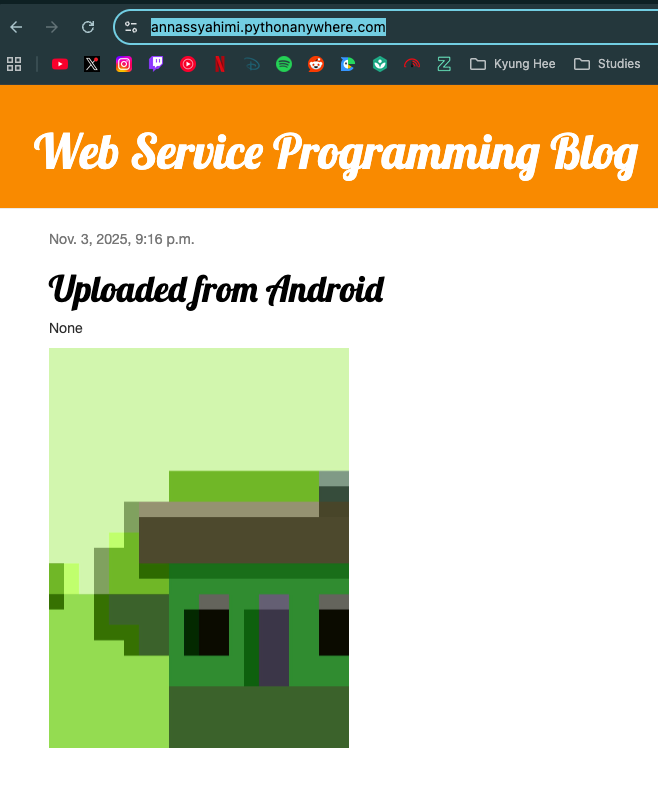 annassyahimi.pythonanywhere.com
Kyung Hee
Studies
Web Service Programming Blog
Nov. 3, 2025, 9:16 p.m.
Uploaded from Android
None